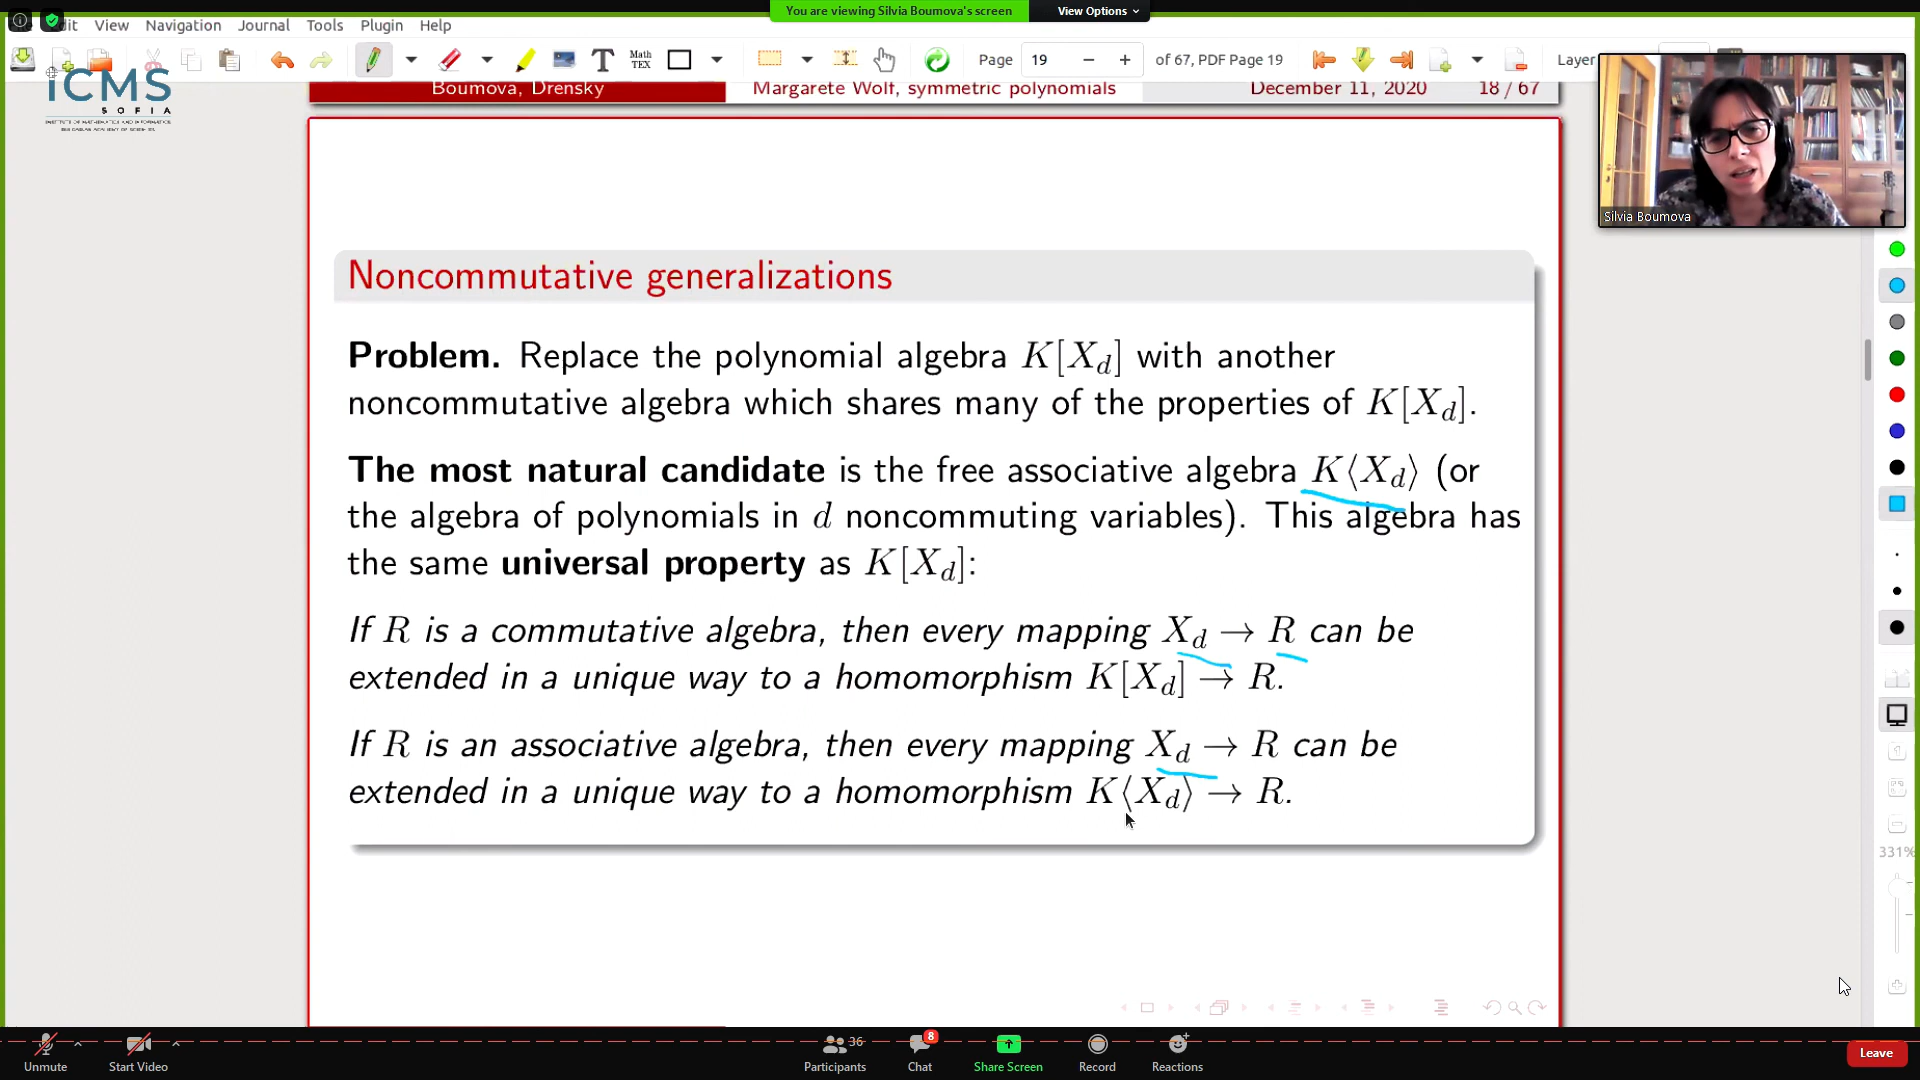 You are viewing Silvia Boumova's screen
View Options
View
Navigation
Journal
Tools
Plugin
Help
Math
TEX
T
Page 19 of 67, PDF Page 19
Layer
iCMS
SOFIA
Boumova, Drensky
Margarete Wolf, symmetric polynomials
December 11, 2020
18 / 67
Silvia Boumova
Noncommutative generalizations
Problem. Replace the polynomial algebra K[X_d] with another
noncommutative algebra which shares many of the properties of K[X_d].
The most natural candidate is the free associative algebra K⟨X_d⟩ (or
the algebra of polynomials in d noncommuting variables). This algebra has
the same universal property as K[X_d]:
If R is a commutative algebra, then every mapping X_d → R can be
extended in a unique way to a homomorphism K[X_d] → R.
If R is an associative algebra, then every mapping X_d → R can be
extended in a unique way to a homomorphism K⟨X_d⟩ → R.
331%
Unmute
Start Video
36
Participants
8
Chat
Share Screen
Record
Reactions
Leave